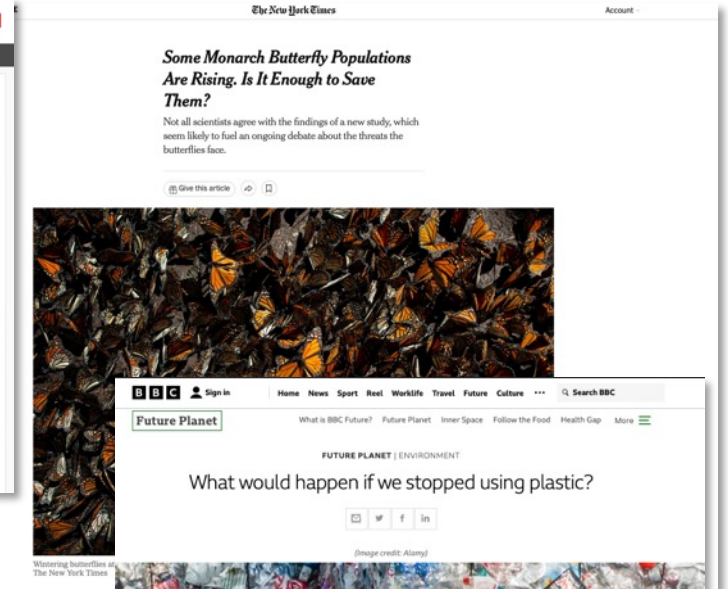 The New York Times
Account
Some Monarch Butterfly Populations
Are Rising. Is It Enough to Save
Them?
Not all scientists agree with the findings of a new study, which
seem likely to fuel an ongoing debate about the threats the
butterflies face.
Give this article
Wintering butterflies at
The New York Times
BBC Sign in Home News Sport Reel Worklife Travel Future Culture ••• Search BBC
Future Planet What is BBC Future? Future Planet Inner Space Follow the Food Health Gap More
FUTURE PLANET | ENVIRONMENT
What would happen if we stopped using plastic?
f in
(Image credit: Alamy)